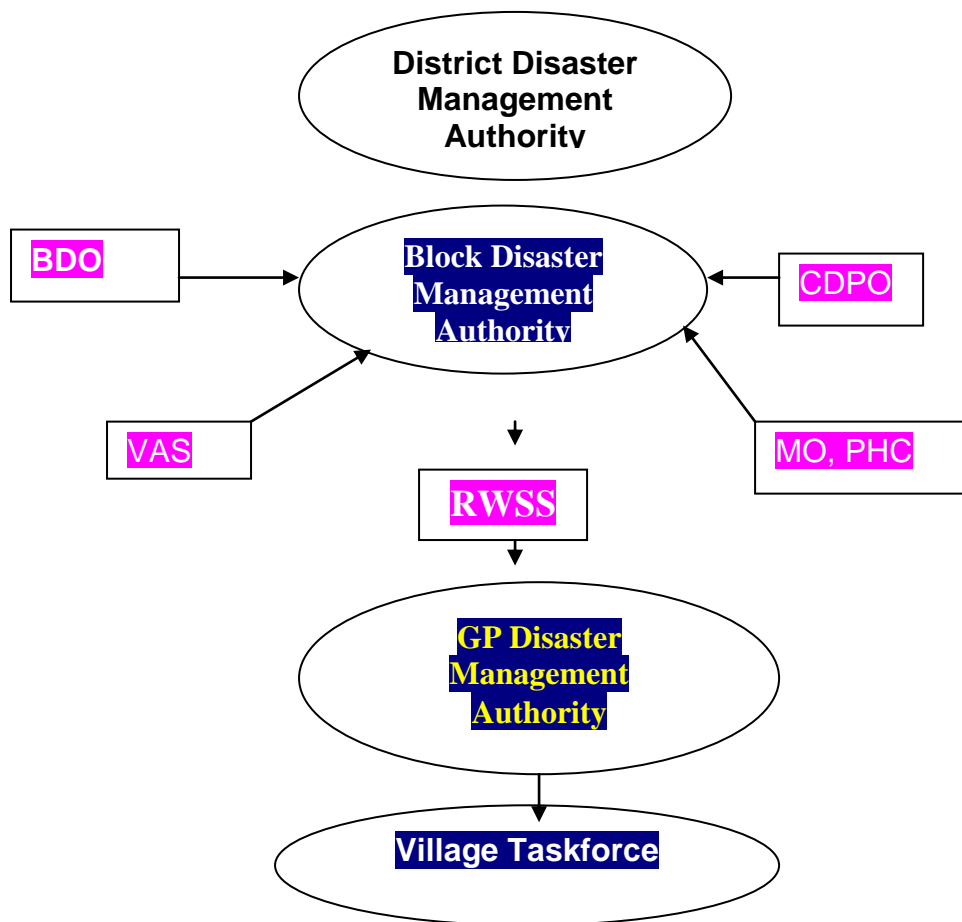 District Disaster
Management
Authority
BDO
Block Disaster
Management
Authority
CDPO
VAS
MO, PHC
RWSS
GP Disaster
Management
Authority
Village Taskforce